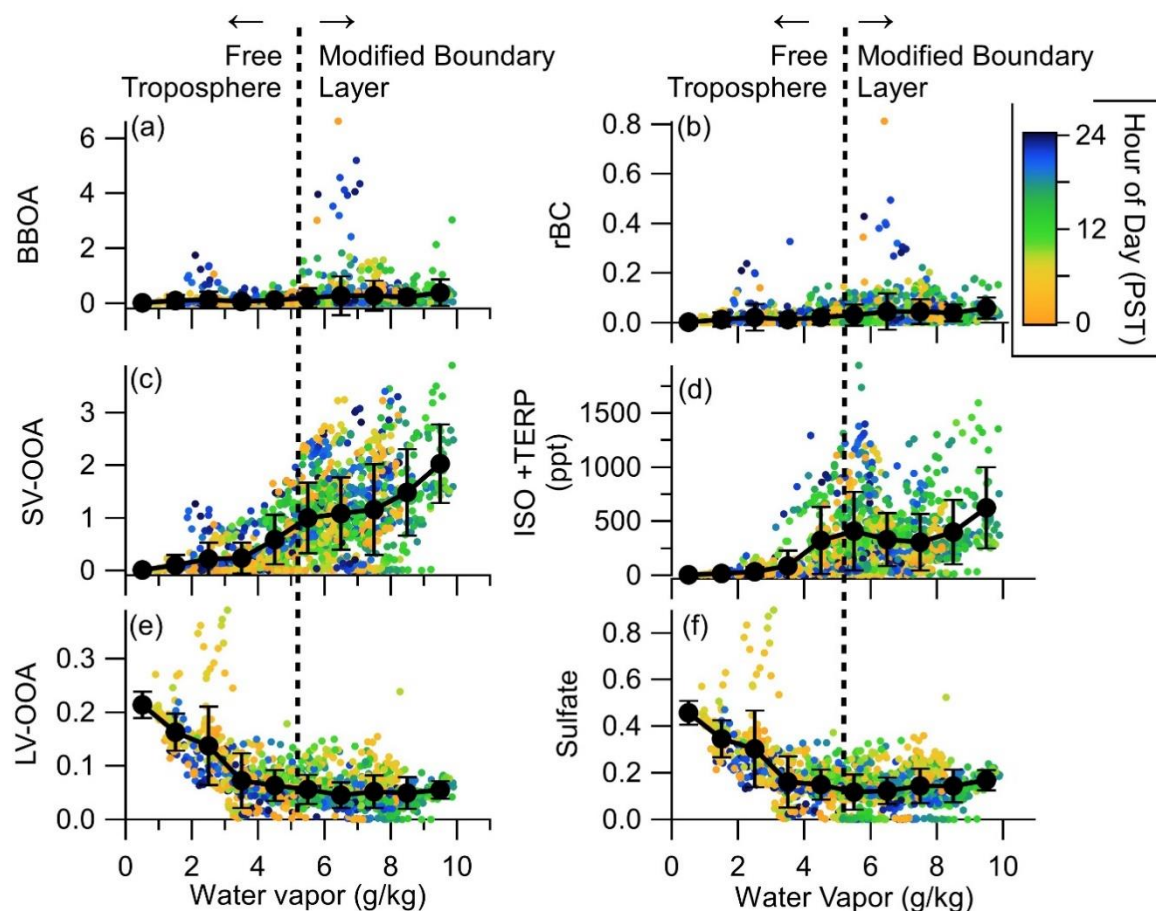 ← →
Free Modified Boundary
Troposphere Layer
← →
Free Modified Boundary
Troposphere Layer
(a)
BBOA
6
4
2
0
(b)
rBC
0.8
0.6
0.4
0.2
0.0
24
12
0
Hour of Day (PST)
(c)
SV-OOA
3
2
1
0
(d)
ISO +TERP
(ppt)
1500
1000
500
0
(e)
LV-OOA
0.3
0.2
0.1
0.0
0 2 4 6 8 10
Water vapor (g/kg)
(f)
Sulfate
0.8
0.6
0.4
0.2
0.0
0 2 4 6 8 10
Water Vapor (g/kg)